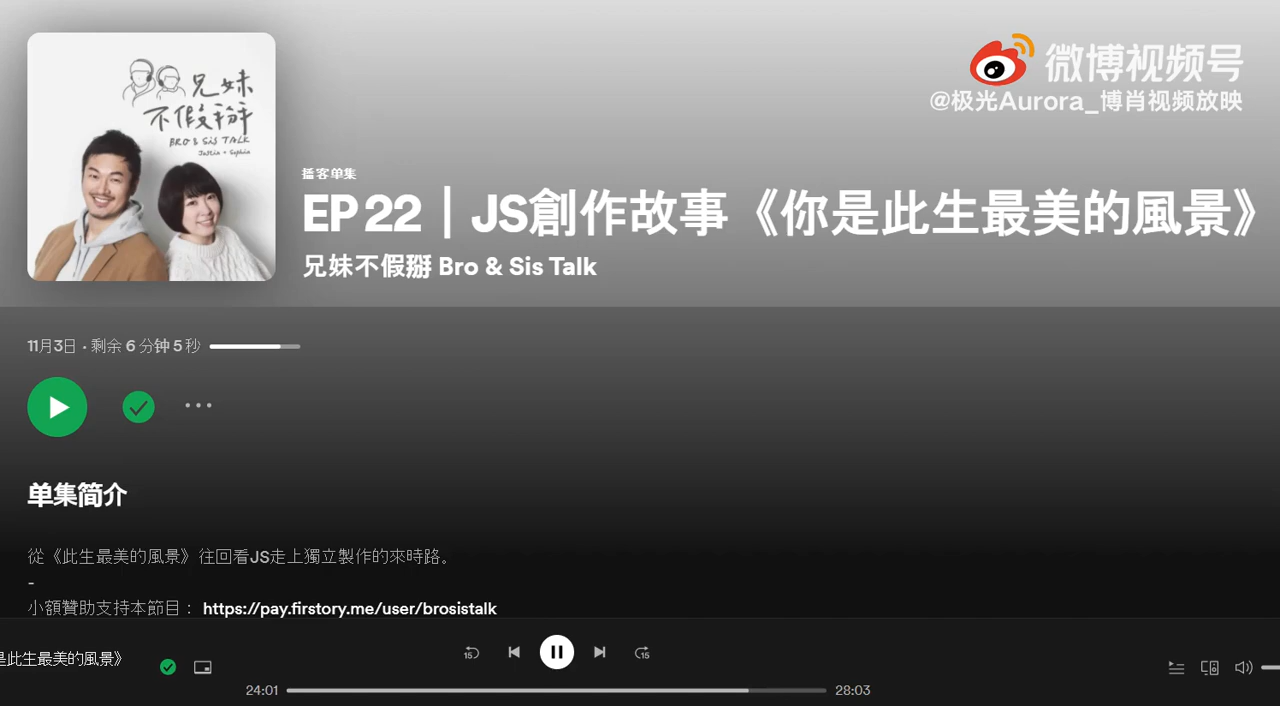 微博视频号
@极光Aurora_博肖视频放映
兄妹
不假掰
BRO & SIS TALK
Justin + Sophia
播客单集
EP 22｜JS創作故事《你是此生最美的風景》
兄妹不假掰 Bro & Sis Talk
11月3日 · 剩余 6 分钟 5 秒
单集简介
從《此生最美的風景》往回看JS走上獨立製作的來時路。
-
小額贊助支持本節目： https://pay.firstory.me/user/brosistalk
是此生最美的風景》
15
15
24:01
28:03